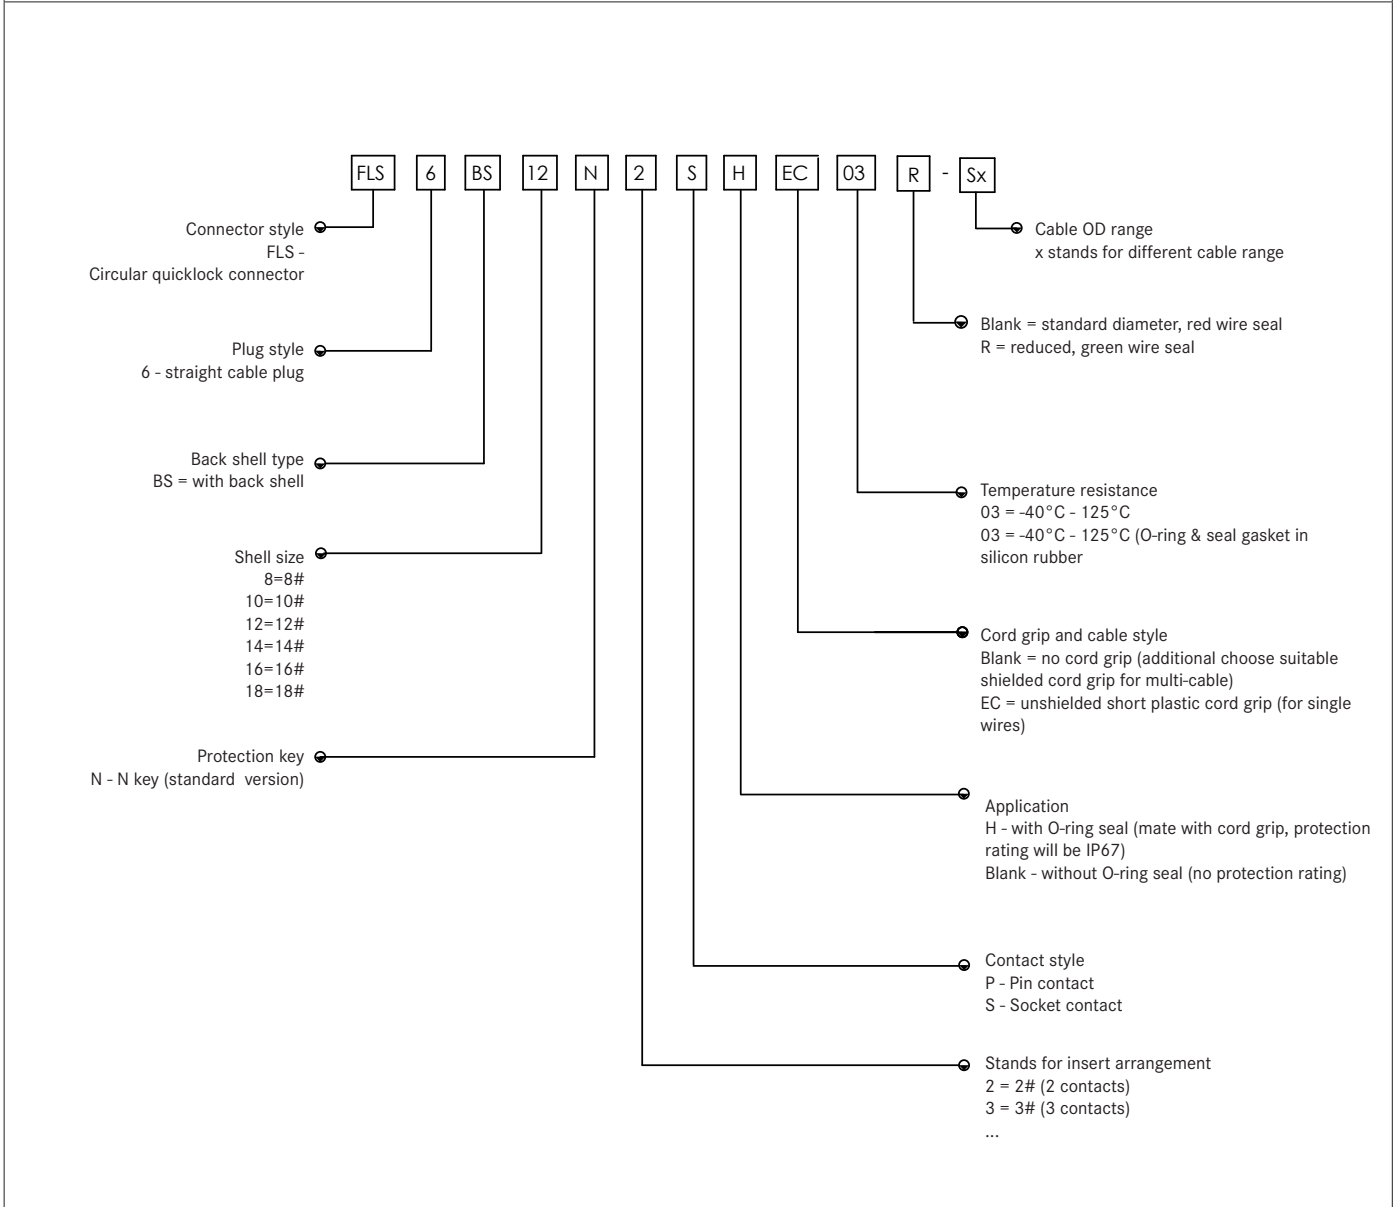 FLS 6 BS 12 N 2 S H EC 03 R - Sx
Connector style
FLS -
Circular quicklock connector
Plug style
6 - straight cable plug
Back shell type
BS = with back shell
Shell size
8=8#
10=10#
12=12#
14=14#
16=16#
18=18#
Protection key
N - N key (standard version)
Cable OD range
x stands for different cable range
Blank = standard diameter, red wire seal
R = reduced, green wire seal
Temperature resistance
03 = -40°C - 125°C
03 = -40°C - 125°C (O-ring & seal gasket in
silicon rubber
Cord grip and cable style
Blank = no cord grip (additional choose suitable
shielded cord grip for multi-cable)
EC = unshielded short plastic cord grip (for single
wires)
Application
H - with O-ring seal (mate with cord grip, protection
rating will be IP67)
Blank - without O-ring seal (no protection rating)
Contact style
P - Pin contact
S - Socket contact
Stands for insert arrangement
2 = 2# (2 contacts)
3 = 3# (3 contacts)
...